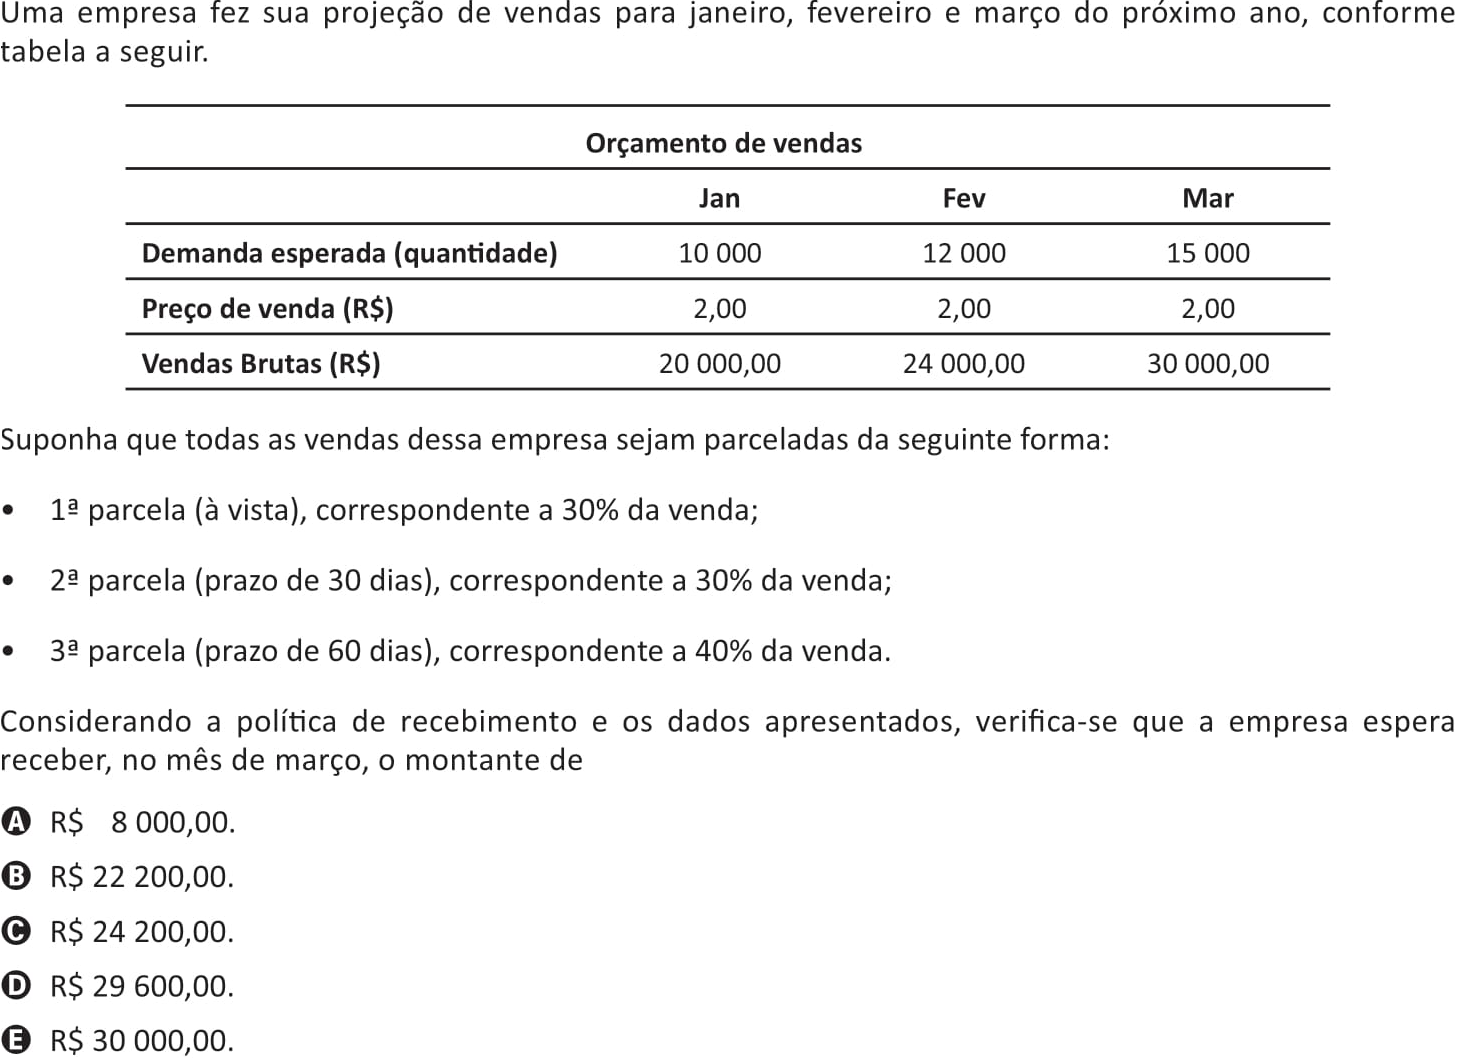 Uma empresa fez sua projeção de vendas para janeiro, fevereiro e março do próximo ano, conforme
tabela a seguir.
Orçamento de vendas
Jan Fev Mar
Demanda esperada (quantidade) 10 000 12 000 15 000
Preço de venda (R$) 2,00 2,00 2,00
Vendas Brutas (R$) 20 000,00 24 000,00 30 000,00
Suponha que todas as vendas dessa empresa sejam parceladas da seguinte forma:
• 1ª parcela (à vista), correspondente a 30% da venda;
• 2ª parcela (prazo de 30 dias), correspondente a 30% da venda;
• 3ª parcela (prazo de 60 dias), correspondente a 40% da venda.
Considerando a política de recebimento e os dados apresentados, verifica-se que a empresa espera
receber, no mês de março, o montante de
A R$ 8 000,00.
B R$ 22 200,00.
C R$ 24 200,00.
D R$ 29 600,00.
E R$ 30 000,00.